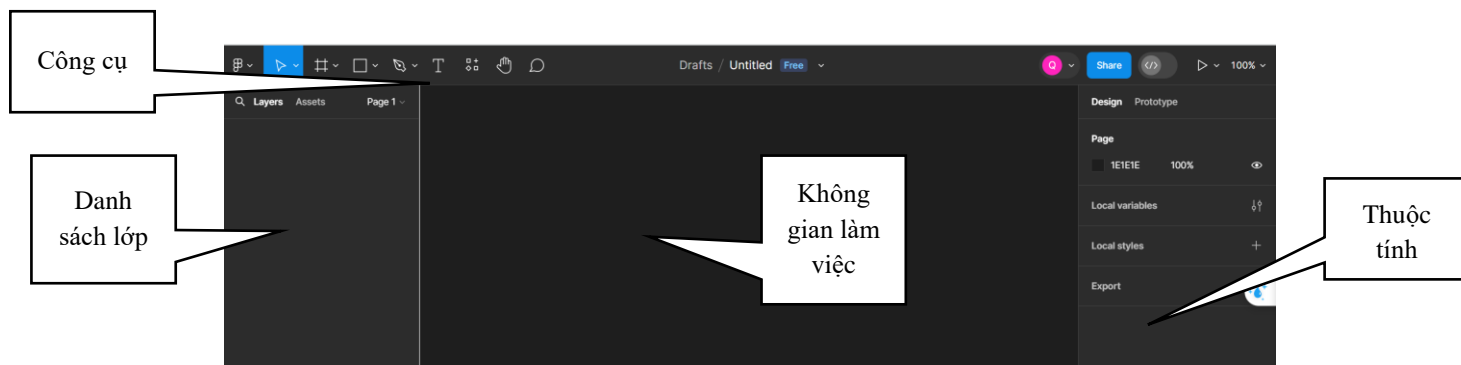 Công cụ
Drafts / Untitled Free
Q
Share
100%
Layers Assets Page 1
Design Prototype
Page
1E1E1E 100%
Danh
sách lớp
Không
gian làm
việc
Local variables
Local styles
Export
Thuộc
tính